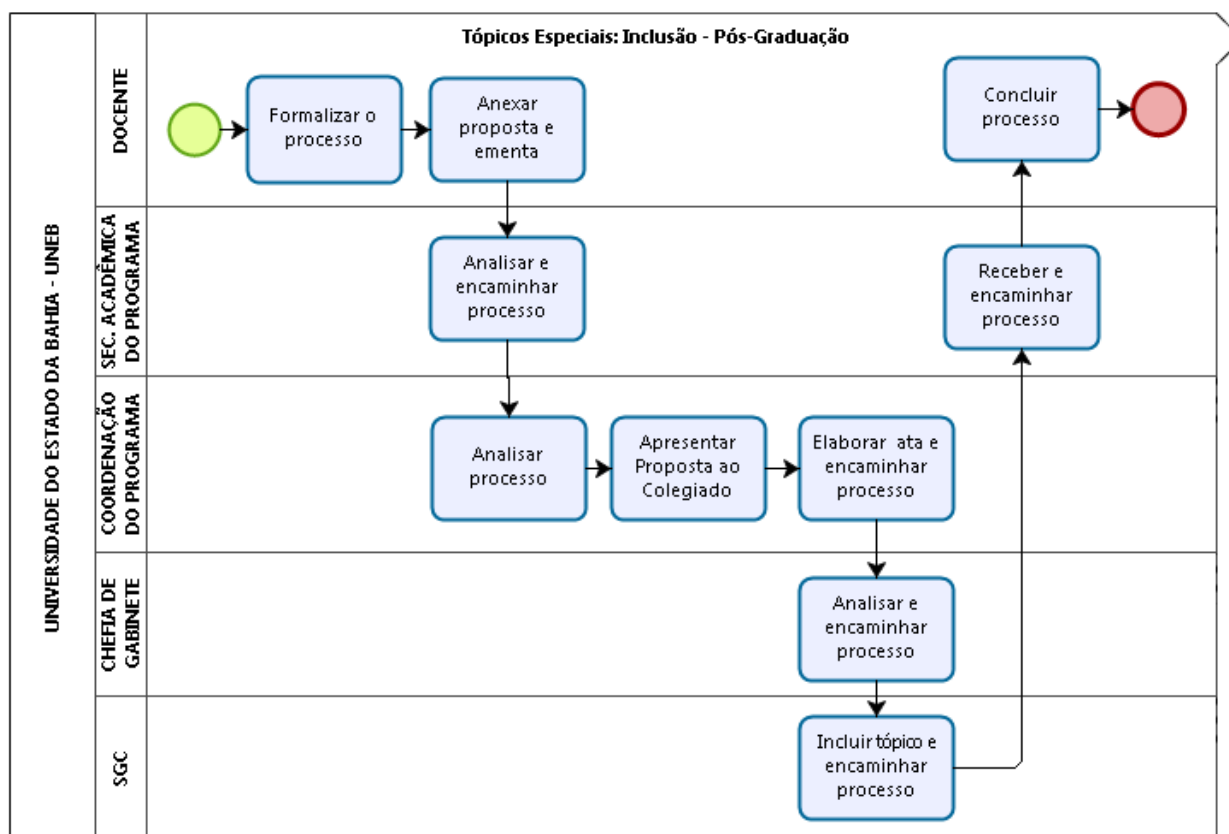 Tópicos Especiais: Inclusão - Pós-Graduação
UNIVERSIDADE DO ESTADO DA BAHIA - UNEB
DOCENTE
Formalizar o
processo
Anexar
proposta e
ementa
Concluir
processo
SEC. ACADÊMICA
DO PROGRAMA
Analisar e
encaminhar
processo
Receber e
encaminhar
processo
COORDENAÇÃO
DO PROGRAMA
Analisar
processo
Apresentar
Proposta ao
Colegiado
Elaborar ata e
encaminhar
processo
CHEFIA DE
GABINETE
Analisar e
encaminhar
processo
SGC
Incluir tópico e
encaminhar
processo